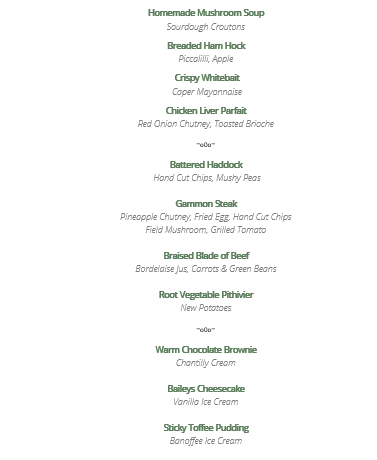 Homemade Mushroom Soup
Sourdough Croutons
Breaded Ham Hock
Piccalilli, Apple
Crispy Whitebait
Caper Mayonnaise
Chicken Liver Parfait
Red Onion Chutney, Toasted Brioche
~o0o~
Battered Haddock
Hand Cut Chips, Mushy Peas
Gammon Steak
Pineapple Chutney, Fried Egg, Hand Cut Chips
Field Mushroom, Grilled Tomato
Braised Blade of Beef
Bordelaise Jus, Carrots & Green Beans
Root Vegetable Pithivier
New Potatoes
~o0o~
Warm Chocolate Brownie
Chantilly Cream
Baileys Cheesecake
Vanilla Ice Cream
Sticky Toffee Pudding
Banoffee Ice Cream